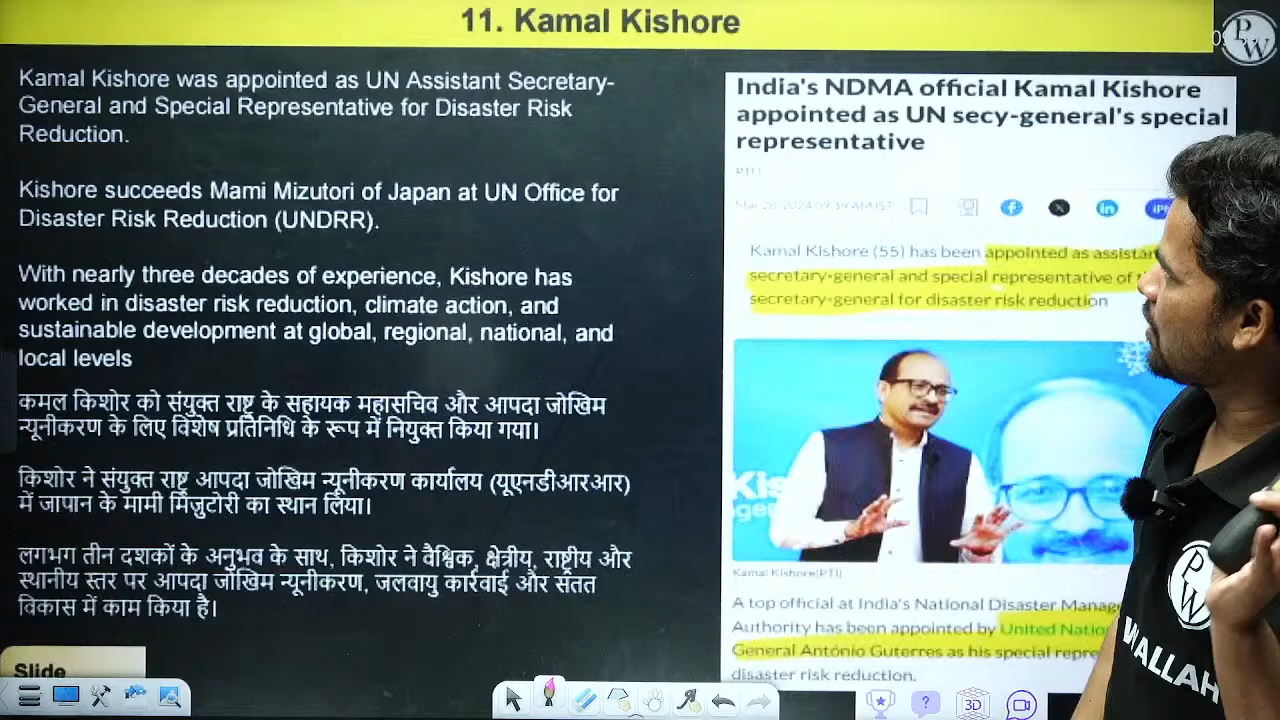 11. Kamal Kishore
Kamal Kishore was appointed as UN Assistant Secretary-
General and Special Representative for Disaster Risk
Reduction.
Kishore succeeds Mami Mizutori of Japan at UN Office for
Disaster Risk Reduction (UNDRR).
With nearly three decades of experience, Kishore has
worked in disaster risk reduction, climate action, and
sustainable development at global, regional, national, and
local levels
कमल किशोर को संयुक्त राष्ट्र के सहायक महासचिव और आपदा जोखिम
न्यूनीकरण के लिए विशेष प्रतिनिधि के रूप में नियुक्त किया गया।
किशोर ने संयुक्त राष्ट्र आपदा जोखिम न्यूनीकरण कार्यालय (यूएनडीआरआर)
में जापान के मामी मिज़ुटोरी का स्थान लिया।
लगभग तीन दशकों के अनुभव के साथ, किशोर ने वैश्विक, क्षेत्रीय, राष्ट्रीय और
स्थानीय स्तर पर आपदा जोखिम न्यूनीकरण, जलवायु कार्रवाई और सतत
विकास में काम किया है।
Slide
India's NDMA official Kamal Kishore
appointed as UN secy-general's special
representative
PTI
Kamal Kishore (55) has been appointed as assistan
secretary-general and special representative of t
secretary-general for disaster risk reduction
Kis
Kamal Kishore(PTI)
A top official at India's National Disaster Manage
Authority has been appointed by United Natio
General António Guterres as his special repre
disaster risk reduction.
3D
PW
PW
WALLAH